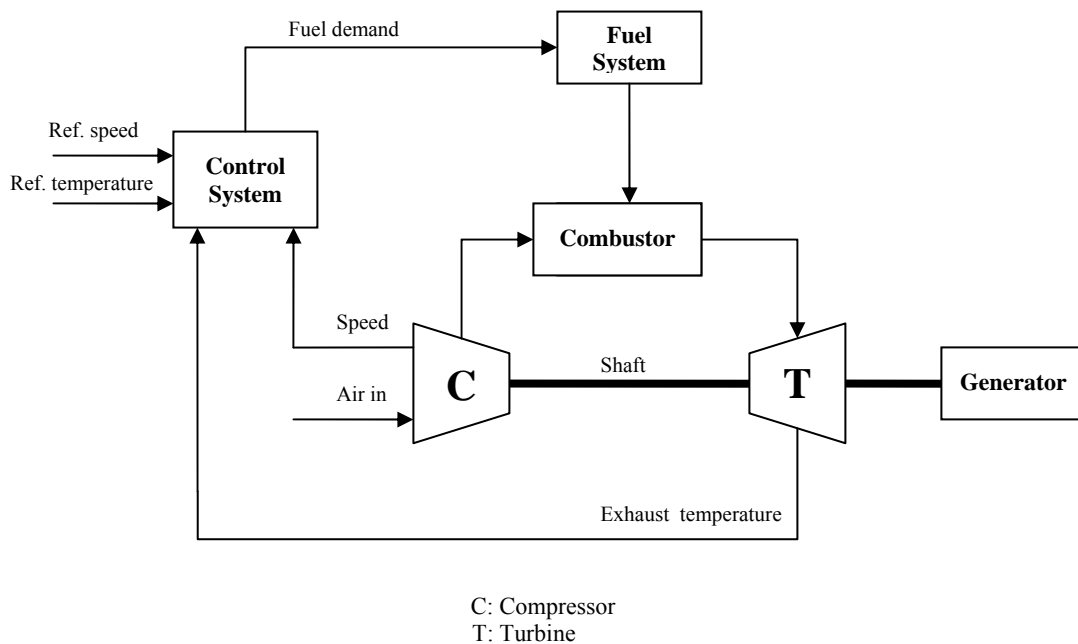 Fuel demand
Fuel
System
Ref. speed
Ref. temperature
Control
System
Combustor
Speed
Air in
C
Shaft
T
Generator
Exhaust temperature
C: Compressor
T: Turbine